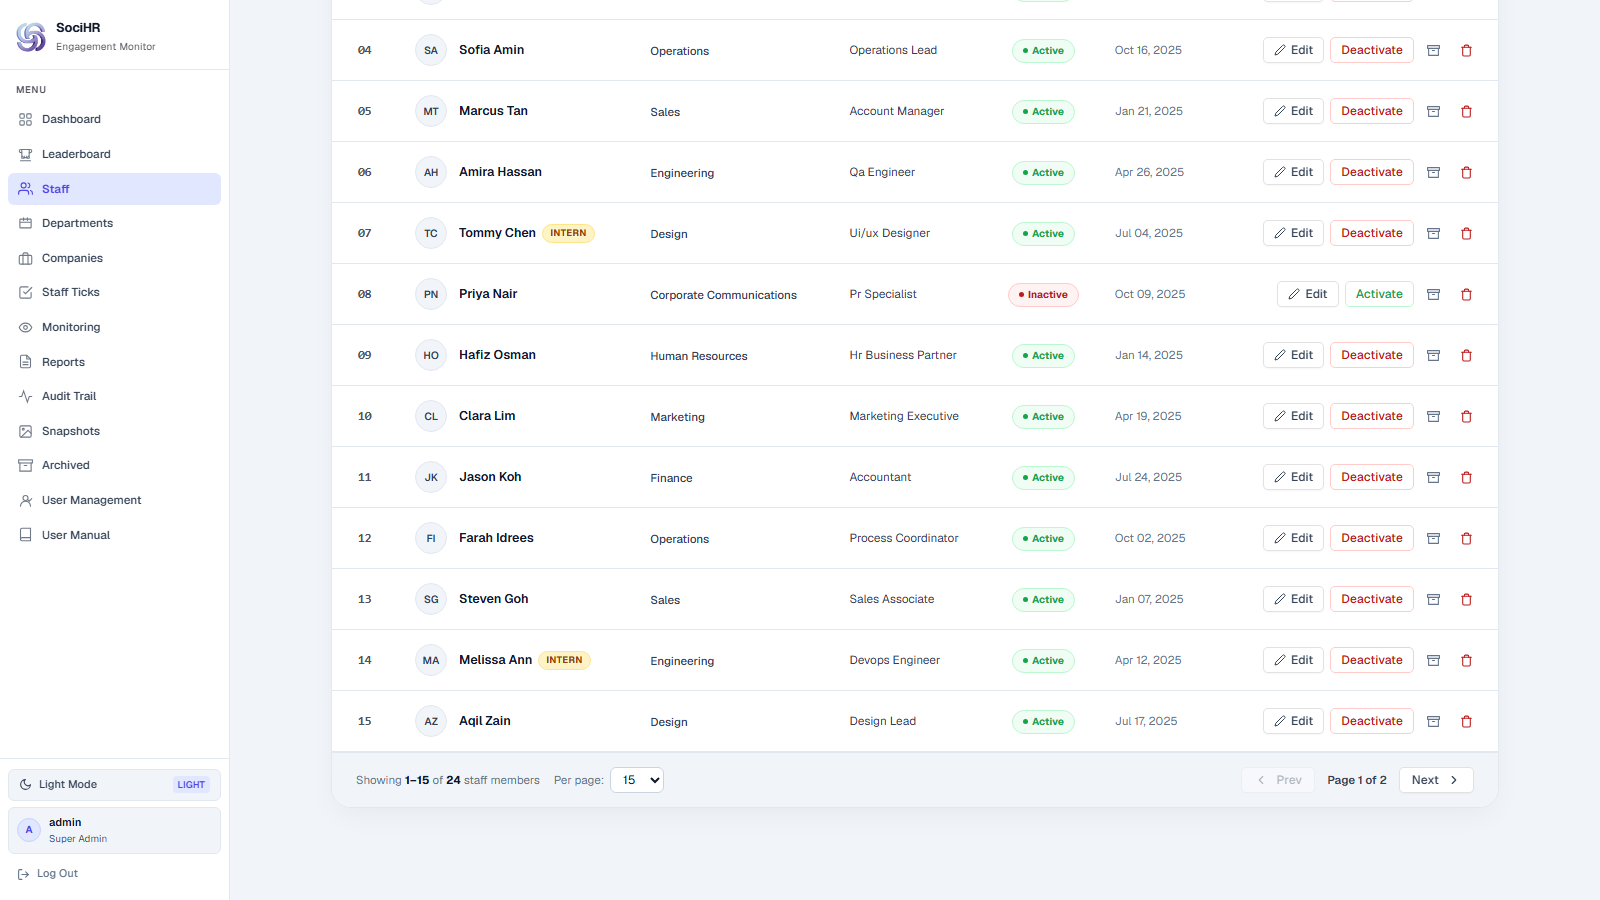 SociHR
Engagement Monitor
MENU
Dashboard
Leaderboard
Staff
Departments
Companies
Staff Ticks
Monitoring
Reports
Audit Trail
Snapshots
Archived
User Management
User Manual
Light Mode LIGHT
A admin
Super Admin
Log Out
04 SA Sofia Amin Operations Operations Lead Active Oct 16, 2025 Edit Deactivate
05 MT Marcus Tan Sales Account Manager Active Jan 21, 2025 Edit Deactivate
06 AH Amira Hassan Engineering Qa Engineer Active Apr 26, 2025 Edit Deactivate
07 TC Tommy Chen INTERN Design Ui/ux Designer Active Jul 04, 2025 Edit Deactivate
08 PN Priya Nair Corporate Communications Pr Specialist Inactive Oct 09, 2025 Edit Activate
09 HO Hafiz Osman Human Resources Hr Business Partner Active Jan 14, 2025 Edit Deactivate
10 CL Clara Lim Marketing Marketing Executive Active Apr 19, 2025 Edit Deactivate
11 JK Jason Koh Finance Accountant Active Jul 24, 2025 Edit Deactivate
12 FI Farah Idrees Operations Process Coordinator Active Oct 02, 2025 Edit Deactivate
13 SG Steven Goh Sales Sales Associate Active Jan 07, 2025 Edit Deactivate
14 MA Melissa Ann INTERN Engineering Devops Engineer Active Apr 12, 2025 Edit Deactivate
15 AZ Aqil Zain Design Design Lead Active Jul 17, 2025 Edit Deactivate
Showing 1–15 of 24 staff members Per page: 15 Prev Page 1 of 2 Next